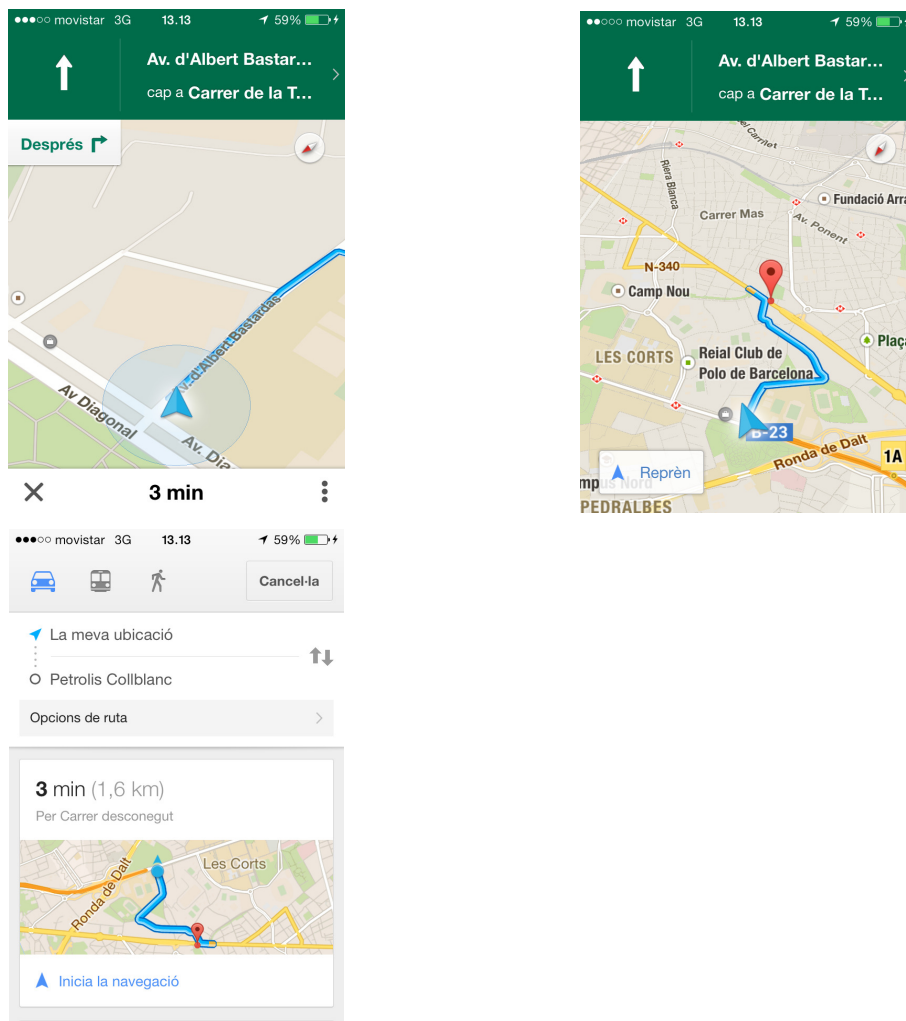 movistar 3G 13.13 59%
Av. d'Albert Bastar...
cap a Carrer de la T...
Després
Av. d'Albert Bastardas
Av Diagonal
Av. Dia
3 min
movistar 3G 13.13 59%
Av. d'Albert Bastar...
cap a Carrer de la T...
Carrilet
Riera Blanca
Fundació Arra
Carrer Mas
Av. Ponent
N-340
Camp Nou
Plaça
LES CORTS
Reial Club de
Polo de Barcelona
B-23
Ronda de Dalt
1A
Reprèn
mpus Nord
PEDRALBES
movistar 3G 13.13 59%
Cancel·la
La meva ubicació
Petrolis Collblanc
Opcions de ruta
3 min (1,6 km)
Per Carrer desconegut
Les Corts
Ronda de Dalt
Inicia la navegació